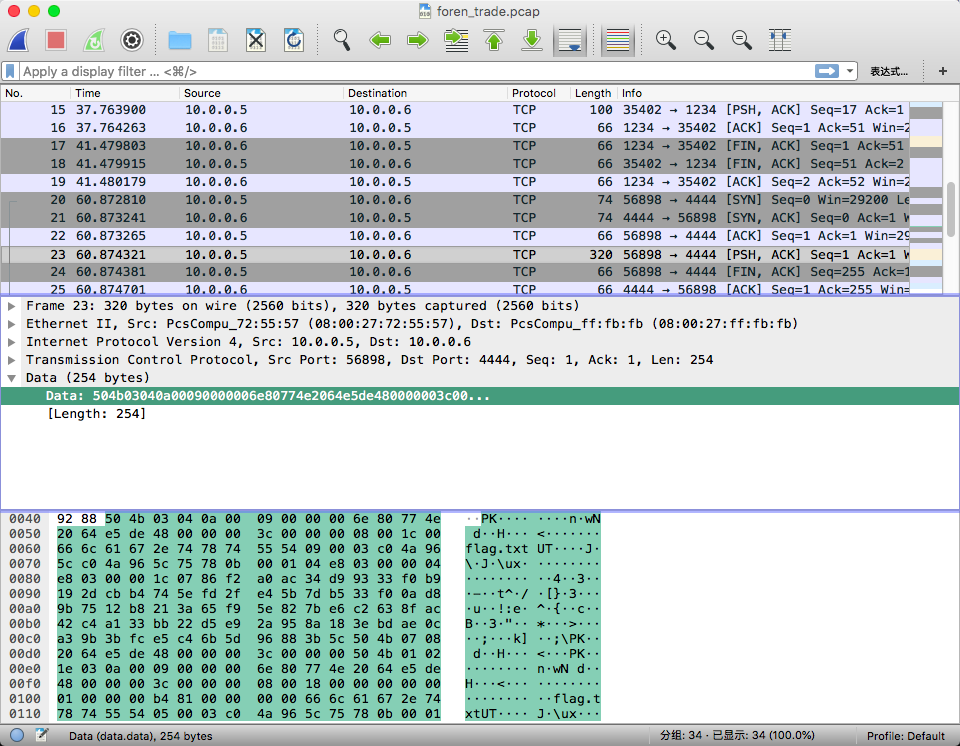 foren_trade.pcap
Apply a display filter ... <⌘/>
表达式...
+
No. Time Source Destination Protocol Length Info
15 37.763900 10.0.0.5 10.0.0.6 TCP 100 35402 → 1234 [PSH, ACK] Seq=17 Ack=1
16 37.764263 10.0.0.6 10.0.0.5 TCP 66 1234 → 35402 [ACK] Seq=1 Ack=51 Win=2
17 41.479803 10.0.0.6 10.0.0.5 TCP 66 1234 → 35402 [FIN, ACK] Seq=1 Ack=51
18 41.479915 10.0.0.5 10.0.0.6 TCP 66 35402 → 1234 [FIN, ACK] Seq=51 Ack=2
19 41.480179 10.0.0.6 10.0.0.5 TCP 66 1234 → 35402 [ACK] Seq=2 Ack=52 Win=2
20 60.872810 10.0.0.5 10.0.0.6 TCP 74 56898 → 4444 [SYN] Seq=0 Win=29200 Le
21 60.873241 10.0.0.6 10.0.0.5 TCP 74 4444 → 56898 [SYN, ACK] Seq=0 Ack=1 W
22 60.873265 10.0.0.5 10.0.0.6 TCP 66 56898 → 4444 [ACK] Seq=1 Ack=1 Win=29
23 60.874321 10.0.0.5 10.0.0.6 TCP 320 56898 → 4444 [PSH, ACK] Seq=1 Ack=1 W
24 60.874381 10.0.0.5 10.0.0.6 TCP 66 56898 → 4444 [FIN, ACK] Seq=255 Ack=1
25 60.874701 10.0.0.6 10.0.0.5 TCP 66 4444 → 56898 [ACK] Seq=1 Ack=255 Win=
Frame 23: 320 bytes on wire (2560 bits), 320 bytes captured (2560 bits)
Ethernet II, Src: PcsCompu_72:55:57 (08:00:27:72:55:57), Dst: PcsCompu_ff:fb:fb (08:00:27:ff:fb:fb)
Internet Protocol Version 4, Src: 10.0.0.5, Dst: 10.0.0.6
Transmission Control Protocol, Src Port: 56898, Dst Port: 4444, Seq: 1, Ack: 1, Len: 254
Data (254 bytes)
Data: 504b03040a00090000006e80774e2064e5de480000003c00...
[Length: 254]
0040 92 88 50 4b 03 04 0a 00 09 00 00 00 6e 80 77 4e ··PK···· ····n·wN
0050 20 64 e5 de 48 00 00 00 3c 00 00 00 08 00 1c 00 d··H··· <·······
0060 66 6c 61 67 2e 74 78 74 55 54 09 00 03 c0 4a 96 flag.txt UT····J·
0070 5c c0 4a 96 5c 75 78 0b 00 01 04 e8 03 00 00 04 \·J·\ux· ········
0080 e8 03 00 00 1c 07 86 f2 a0 ac 34 d9 93 33 f0 b9 ········ ··4··3··
0090 19 2d cb b4 74 5e fd 2f e4 5b 7d db 33 f0 0a d8 ·-··t^·/ ·[}·3···
00a0 9b 75 12 b8 21 3a 65 f9 5e 82 7b e6 c2 63 8f ac ·u··!:e· ^·{··c··
00b0 42 c4 a1 33 bb 22 d5 e9 2a 95 8a 18 3e bd ae 0c B··3·"·· *···>···
00c0 a3 9b 3b fc e5 c4 6b 5d 96 88 3b 5c 50 4b 07 08 ··;···k] ··;\PK··
00d0 20 64 e5 de 48 00 00 00 3c 00 00 00 50 4b 01 02 d··H··· <···PK··
00e0 1e 03 0a 00 09 00 00 00 6e 80 77 4e 20 64 e5 de ········ n·wN d··
00f0 48 00 00 00 3c 00 00 00 08 00 18 00 00 00 00 00 H···<··· ········
0100 01 00 00 00 b4 81 00 00 00 00 66 6c 61 67 2e 74 ········ ··flag.t
0110 78 74 55 54 05 00 03 c0 4a 96 5c 75 78 0b 00 01 xtUT···· J·\ux···
Data (data.data), 254 bytes
分组: 34 · 已显示: 34 (100.0%)
Profile: Default